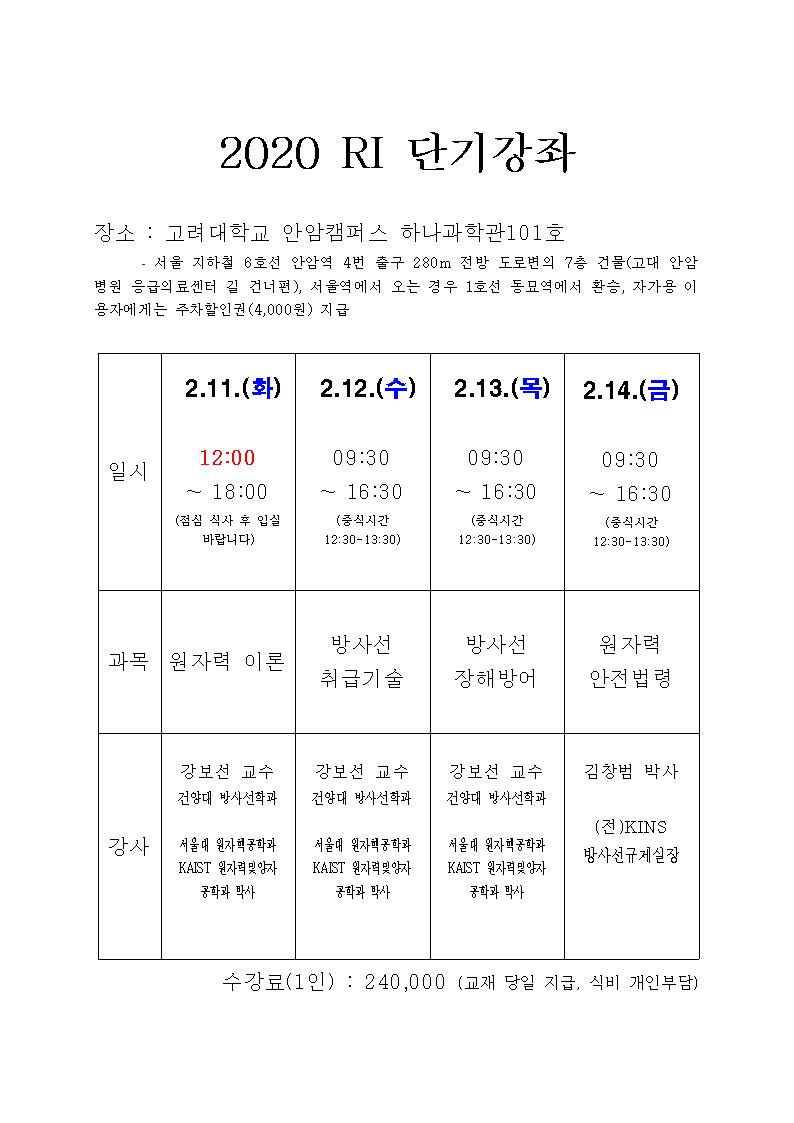 2020 RI 단기강좌
장소 : 고려대학교 안암캠퍼스 하나과학관101호
- 서울 지하철 6호선 안암역 4번 출구 280m 전방 도로변의 7층 건물(고대 안암
병원 응급의료센터 길 건너편), 서울역에서 오는 경우 1호선 동묘역에서 환승, 자가용 이
용자에게는 주차할인권(4,000원) 지급
일시
2.11.(화)
12:00
~ 18:00
(점심 식사 후 입실
바랍니다)
2.12.(수)
09:30
~ 16:30
(중식시간
12:30-13:30)
2.13.(목)
09:30
~ 16:30
(중식시간
12:30-13:30)
2.14.(금)
09:30
~ 16:30
(중식시간
12:30-13:30)
과목
원자력 이론
방사선
취급기술
방사선
장해방어
원자력
안전법령
강사
강보선 교수
건양대 방사선학과
서울대 원자핵공학과
KAIST 원자력및양자
공학과 박사
강보선 교수
건양대 방사선학과
서울대 원자핵공학과
KAIST 원자력및양자
공학과 박사
강보선 교수
건양대 방사선학과
서울대 원자핵공학과
KAIST 원자력및양자
공학과 박사
김창범 박사
(전)KINS
방사선규제실장
수강료(1인) : 240,000 (교재 당일 지급, 식비 개인부담)